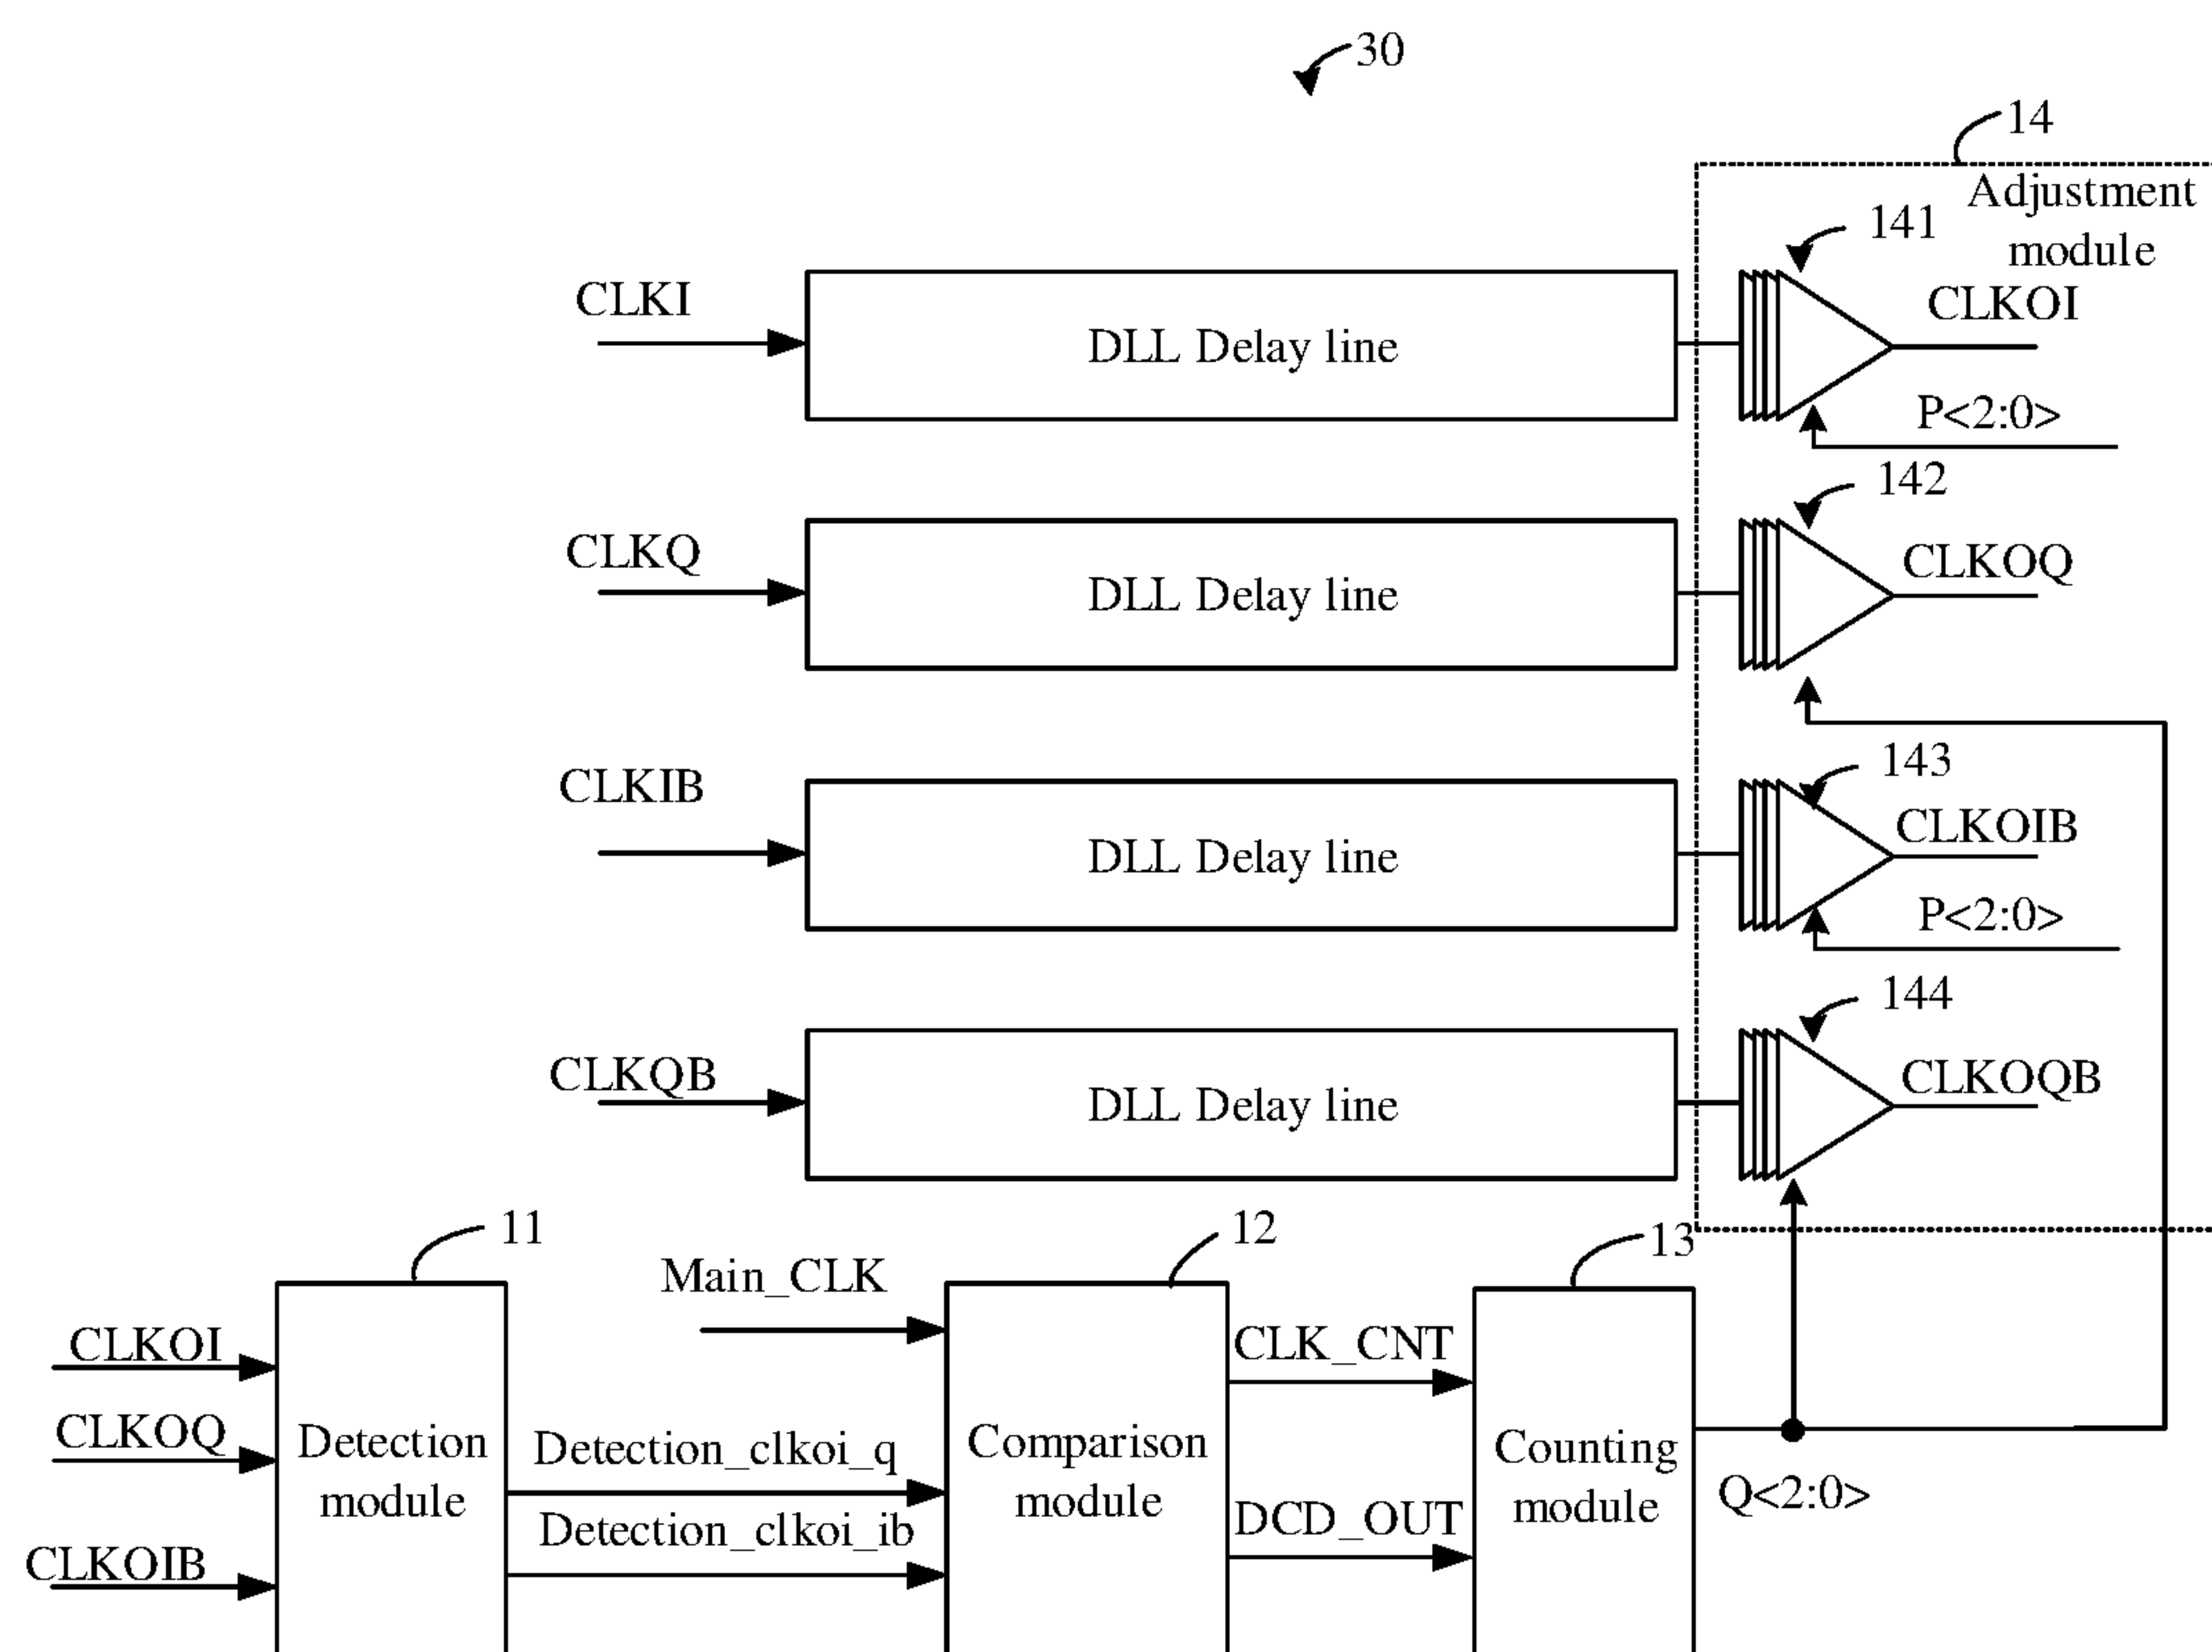 30
14
Adjustment
module
141
CLKI
DLL Delay line
CLKOI
P<2:0>
142
CLKQ
DLL Delay line
CLKOQ
143
CLKIB
DLL Delay line
CLKOIB
P<2:0>
144
CLKQB
DLL Delay line
CLKOQB
11
12
13
Main_CLK
CLKOI
CLKOQ
CLKOIB
Detection
module
Detection_clkoi_q
Detection_clkoi_ib
Comparison
module
CLK_CNT
DCD_OUT
Counting
module
Q<2:0>